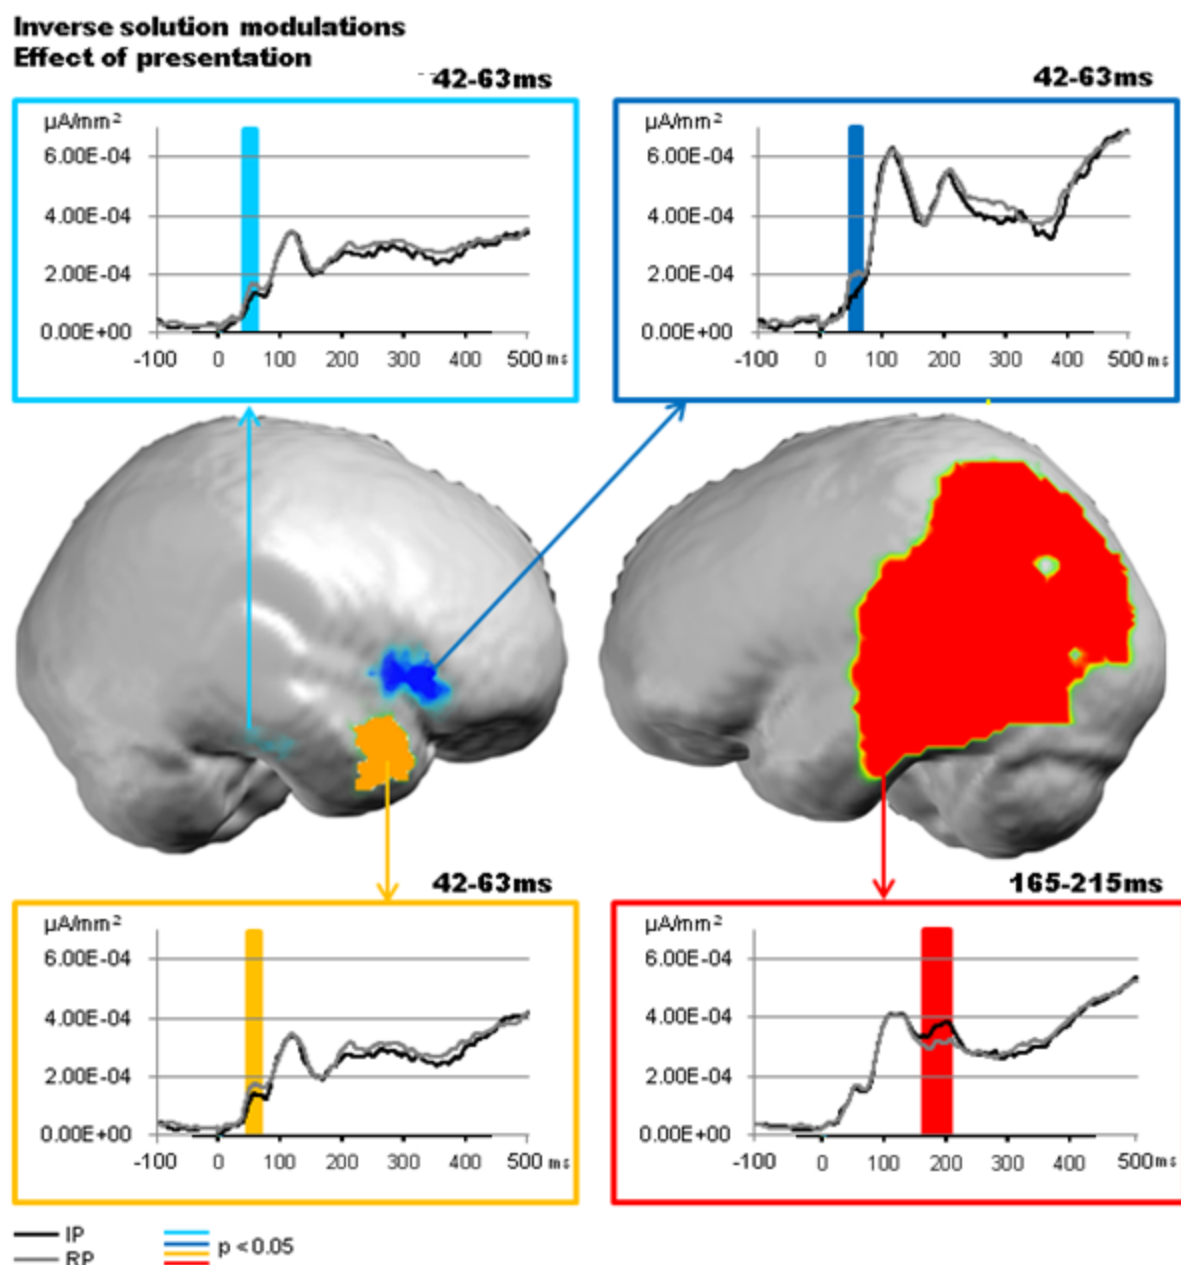 Inverse solution modulations
Effect of presentation
42-63ms
42-63ms
µA/mm²
6.00E-04
4.00E-04
2.00E-04
0.00E+00
-100 0 100 200 300 400 500 ms
µA/mm²
6.00E-04
4.00E-04
2.00E-04
0.00E+00
-100 0 100 200 300 400 500 ms
42-63ms
165-215ms
µA/mm²
6.00E-04
4.00E-04
2.00E-04
0.00E+00
-100 0 100 200 300 400 500 ms
µA/mm²
6.00E-04
4.00E-04
2.00E-04
0.00E+00
-100 0 100 200 300 400 500ms
IP
RP
p < 0.05